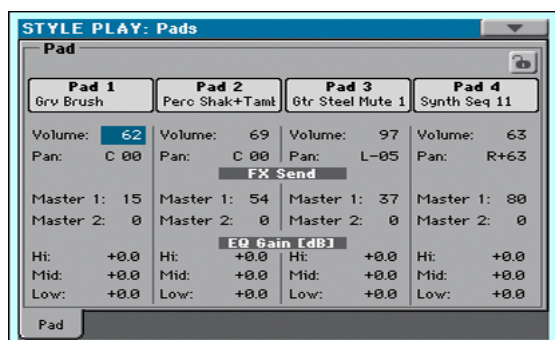 STYLE PLAY: Pads
Pad
Pad 1 Pad 2 Pad 3 Pad 4
Grv Brush Perc Shak+Tamb Gtr Steel Mute 1 Synth Seq 11
Volume: 62 Volume: 69 Volume: 97 Volume: 63
Pan: C 00 Pan: C 00 Pan: L-05 Pan: R+63
FX Send
Master 1: 15 Master 1: 54 Master 1: 37 Master 1: 80
Master 2: 0 Master 2: 0 Master 2: 0 Master 2: 0
EQ Gain [dB]
Hi: +0.0 Hi: +0.0 Hi: +0.0 Hi: +0.0
Mid: +0.0 Mid: +0.0 Mid: +0.0 Mid: +0.0
Low: +0.0 Low: +0.0 Low: +0.0 Low: +0.0
Pad